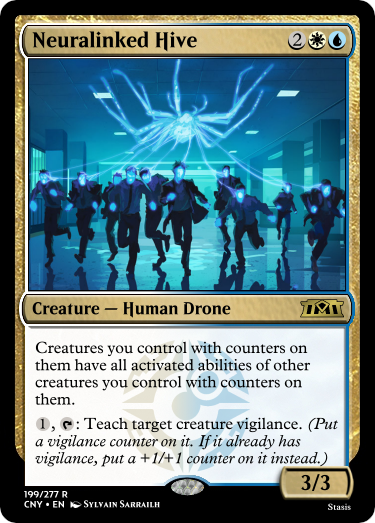 Neuralinked Hive 2
Creature — Human Drone
Creatures you control with counters on
them have all activated abilities of other
creatures you control with counters on
them.
1, : Teach target creature vigilance. (Put
a vigilance counter on it. If it already has
vigilance, put a +1/+1 counter on it instead.)
3/3
199/277 R
CNY • EN Sylvain Sarrailh
Stasis